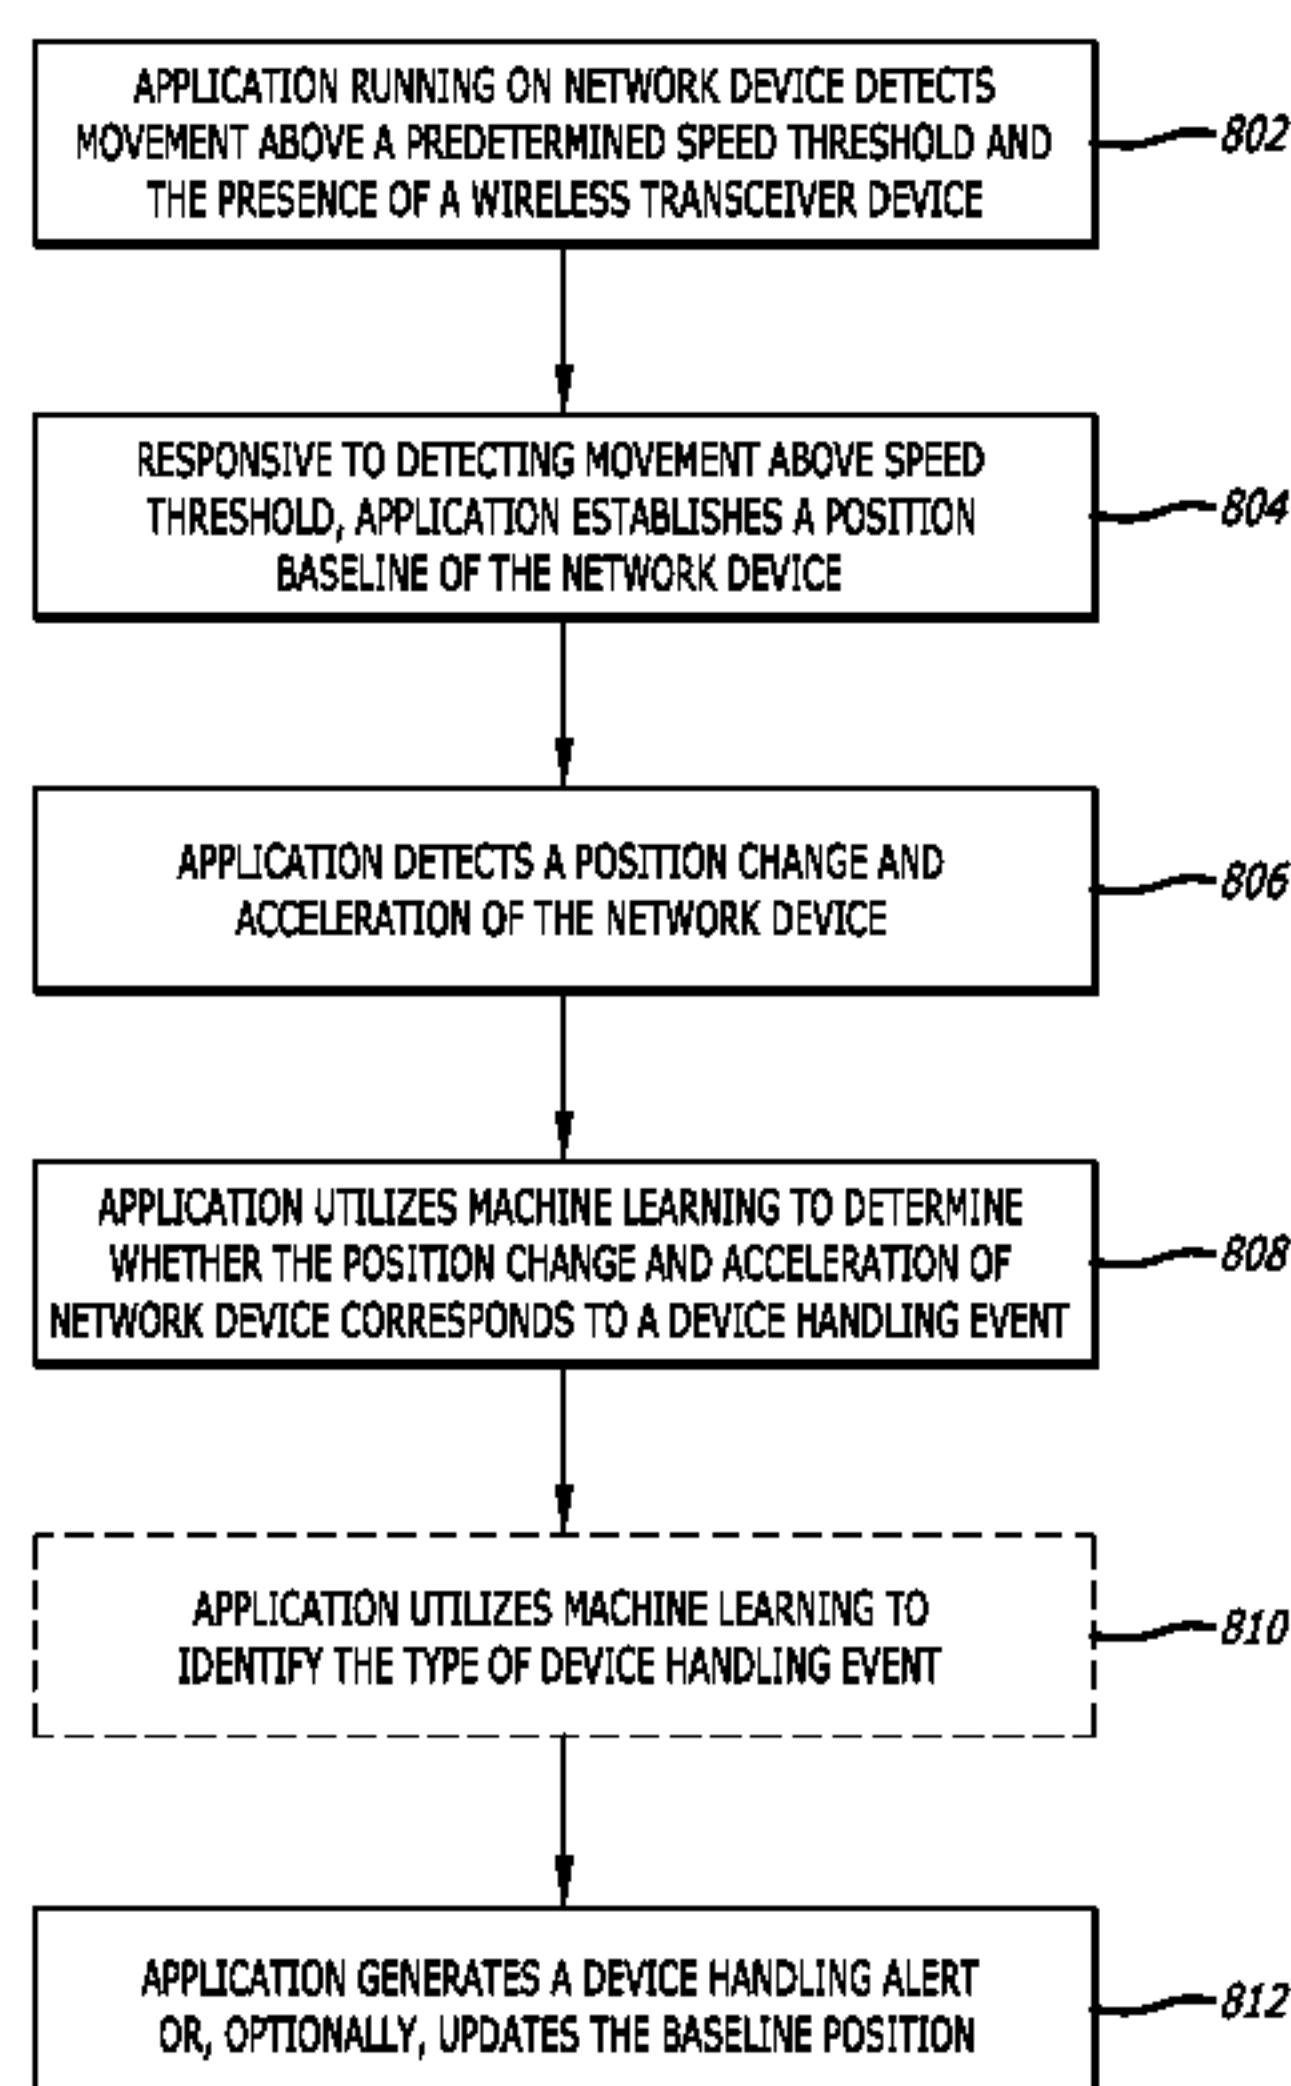 APPLICATION RUNNING ON NETWORK DEVICE DETECTS
MOVEMENT ABOVE A PREDETERMINED SPEED THRESHOLD AND
THE PRESENCE OF A WIRELESS TRANSCEIVER DEVICE
802
RESPONSIVE TO DETECTING MOVEMENT ABOVE SPEED
THRESHOLD, APPLICATION ESTABLISHES A POSITION
BASELINE OF THE NETWORK DEVICE
804
APPLICATION DETECTS A POSITION CHANGE AND
ACCELERATION OF THE NETWORK DEVICE
806
APPLICATION UTILIZES MACHINE LEARNING TO DETERMINE
WHETHER THE POSITION CHANGE AND ACCELERATION OF
NETWORK DEVICE CORRESPONDS TO A DEVICE HANDLING EVENT
808
APPLICATION UTILIZES MACHINE LEARNING TO
IDENTIFY THE TYPE OF DEVICE HANDLING EVENT
810
APPLICATION GENERATES A DEVICE HANDLING ALERT
OR, OPTIONALLY, UPDATES THE BASELINE POSITION
812